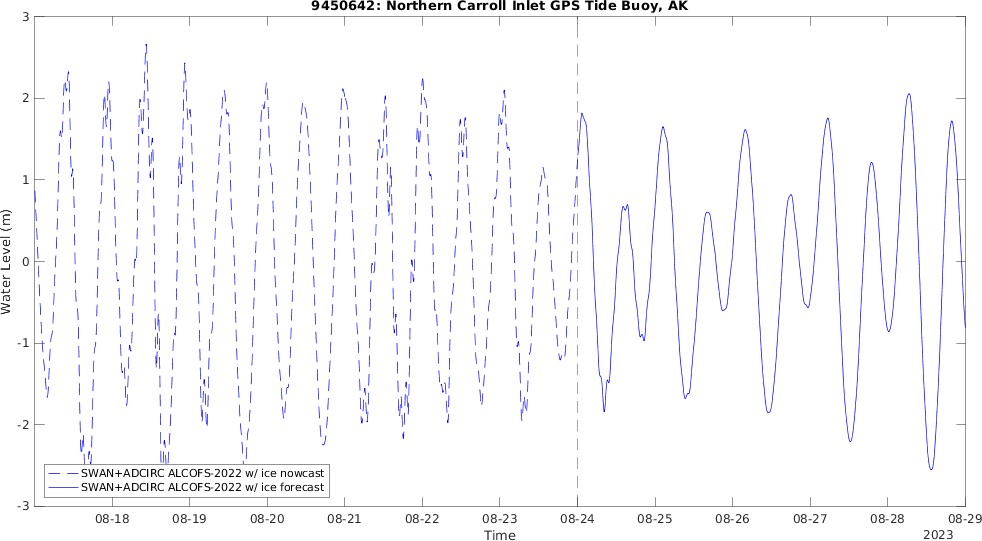 9450642: Northern Carroll Inlet GPS Tide Buoy, AK
3
2
1
0
-1
-2
-3
Water Level (m)
SWAN+ADCIRC ALCOFS-2022 w/ ice nowcast
SWAN+ADCIRC ALCOFS-2022 w/ ice forecast
08-18 08-19 08-20 08-21 08-22 08-23 08-24 08-25 08-26 08-27 08-28 08-29
Time
2023